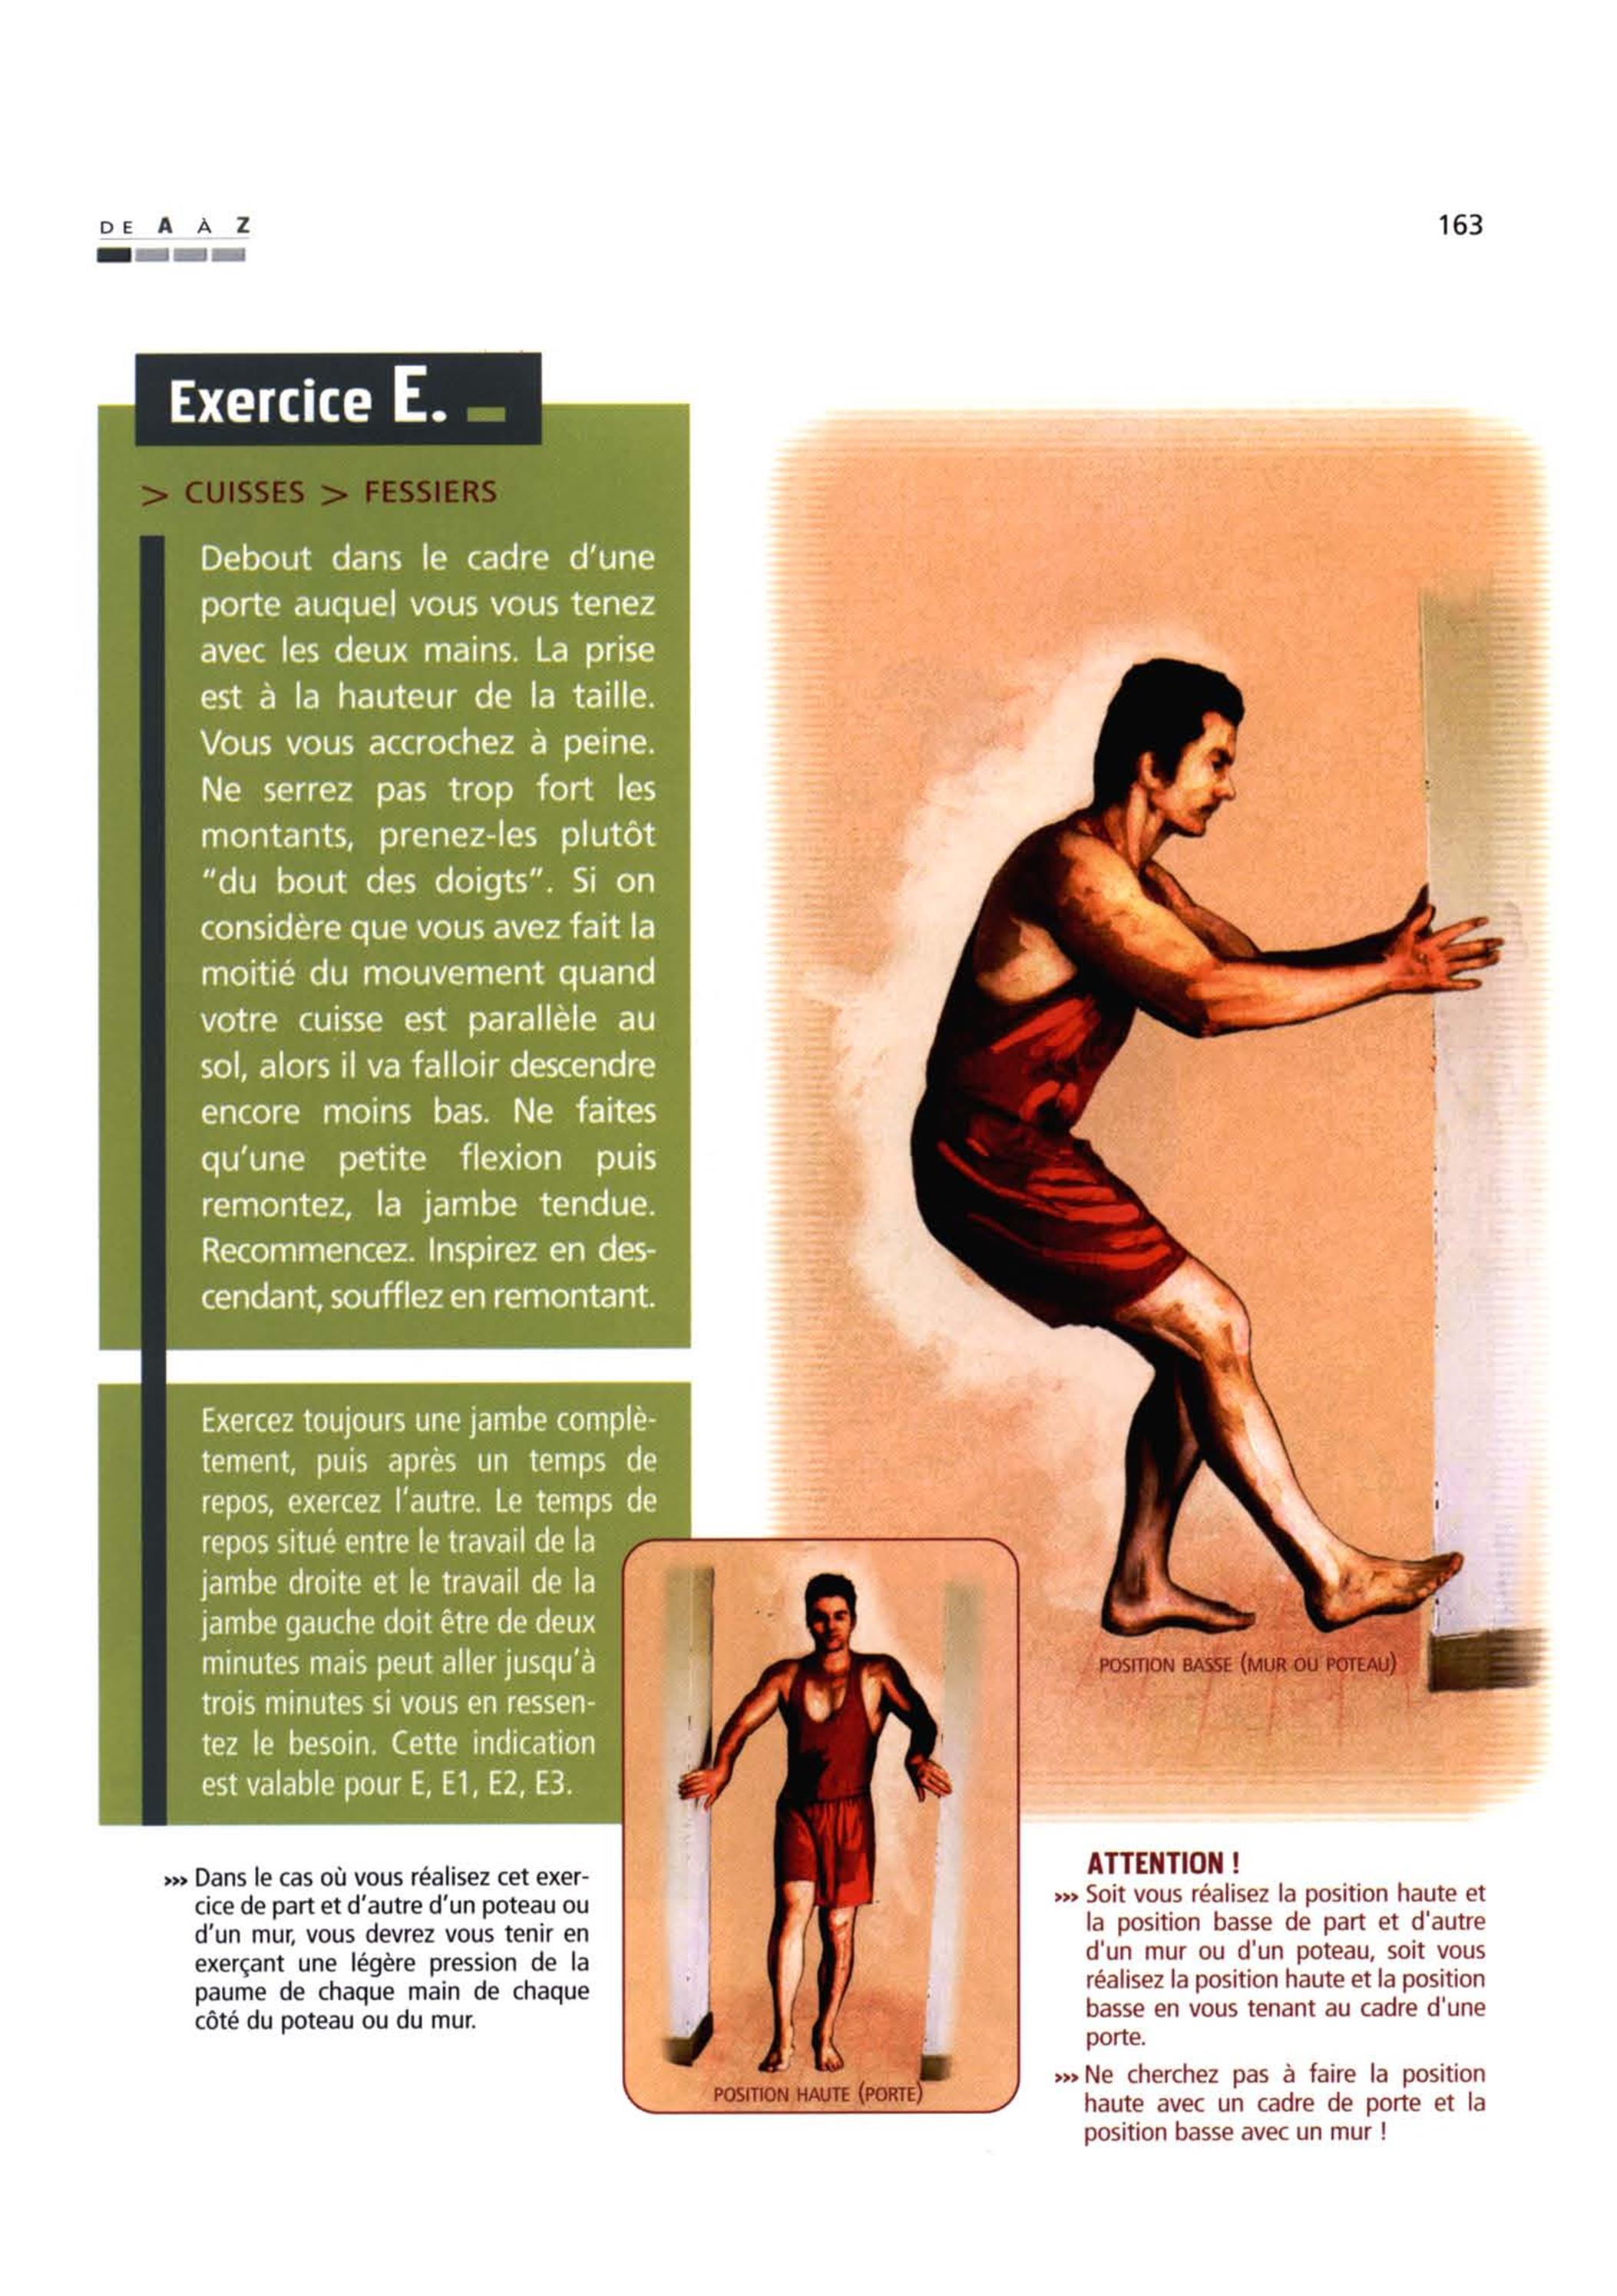 DE A À Z
163
Exercice E.
> CUISSES > FESSIERS
Debout dans le cadre d'une
porte auquel vous vous tenez
avec les deux mains. La prise
est à la hauteur de la taille.
Vous vous accrochez à peine.
Ne serrez pas trop fort les
montants, prenez-les plutôt
"du bout des doigts". Si on
considère que vous avez fait la
moitié du mouvement quand
votre cuisse est parallèle au
sol, alors il va falloir descendre
encore moins bas. Ne faites
qu'une petite flexion puis
remontez, la jambe tendue.
Recommencez. Inspirez en des-
cendant, soufflez en remontant.
Exercez toujours une jambe complè-
tement, puis après un temps de
repos, exercez l'autre. Le temps de
repos situé entre le travail de la
jambe droite et le travail de la
jambe gauche doit être de deux
minutes mais peut aller jusqu'à
trois minutes si vous en ressen-
tez le besoin. Cette indication
est valable pour E, E1, E2, E3.
»» Dans le cas où vous réalisez cet exer-
cice de part et d'autre d'un poteau ou
d'un mur, vous devrez vous tenir en
exerçant une légère pression de la
paume de chaque main de chaque
côté du poteau ou du mur.
POSITION BASSE (MUR OU POTEAU)
POSITION HAUTE (PORTE)
ATTENTION !
»» Soit vous réalisez la position haute et
la position basse de part et d'autre
d'un mur ou d'un poteau, soit vous
réalisez la position haute et la position
basse en vous tenant au cadre d'une
porte.
»» Ne cherchez pas à faire la position
haute avec un cadre de porte et la
position basse avec un mur !